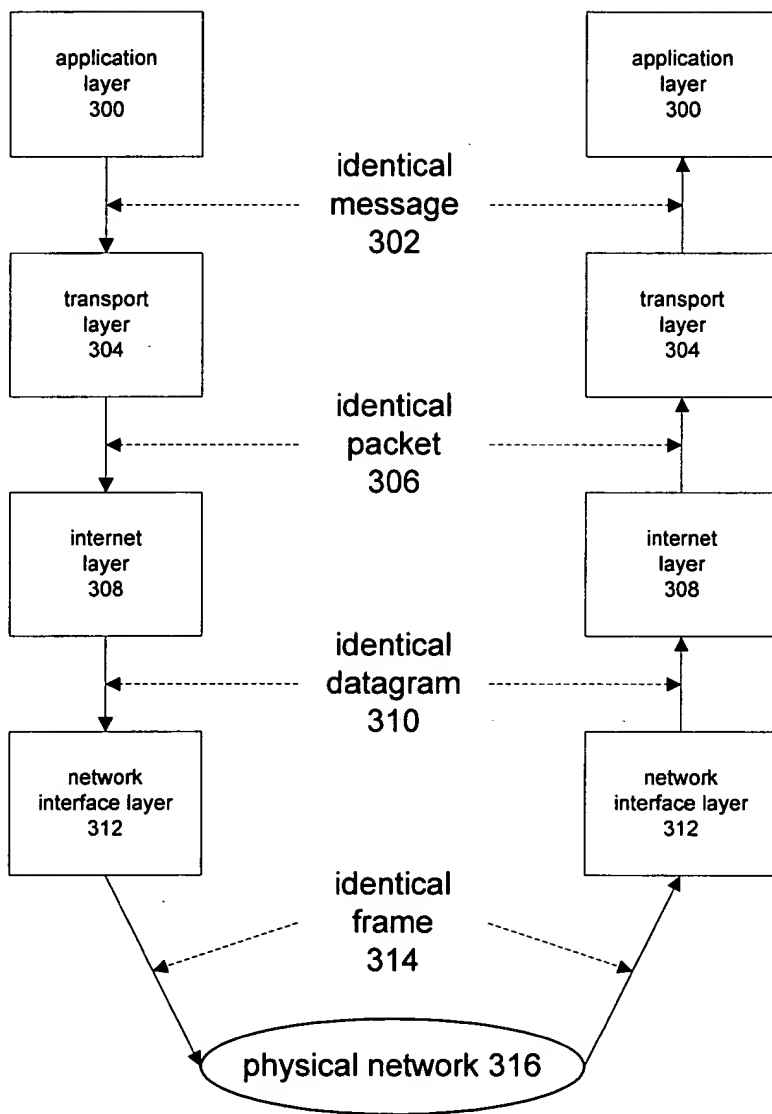 application
layer
300
application
layer
300
identical
message
302
transport
layer
304
transport
layer
304
identical
packet
306
internet
layer
308
internet
layer
308
identical
datagram
310
network
interface layer
312
network
interface layer
312
identical
frame
314
physical network 316